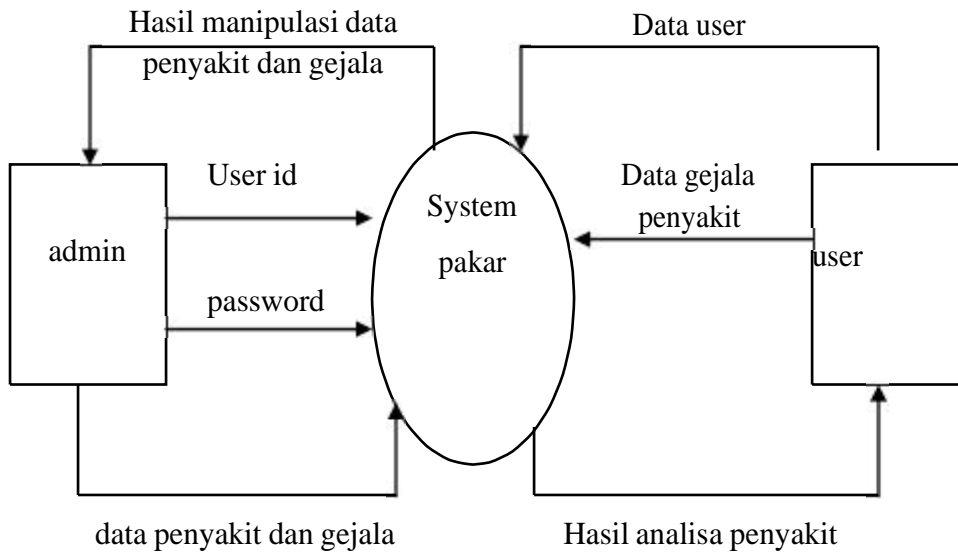 Hasil manipulasi data
penyakit dan gejala
Data user
User id
System
pakar
Data gejala
penyakit
admin
user
password
data penyakit dan gejala
Hasil analisa penyakit